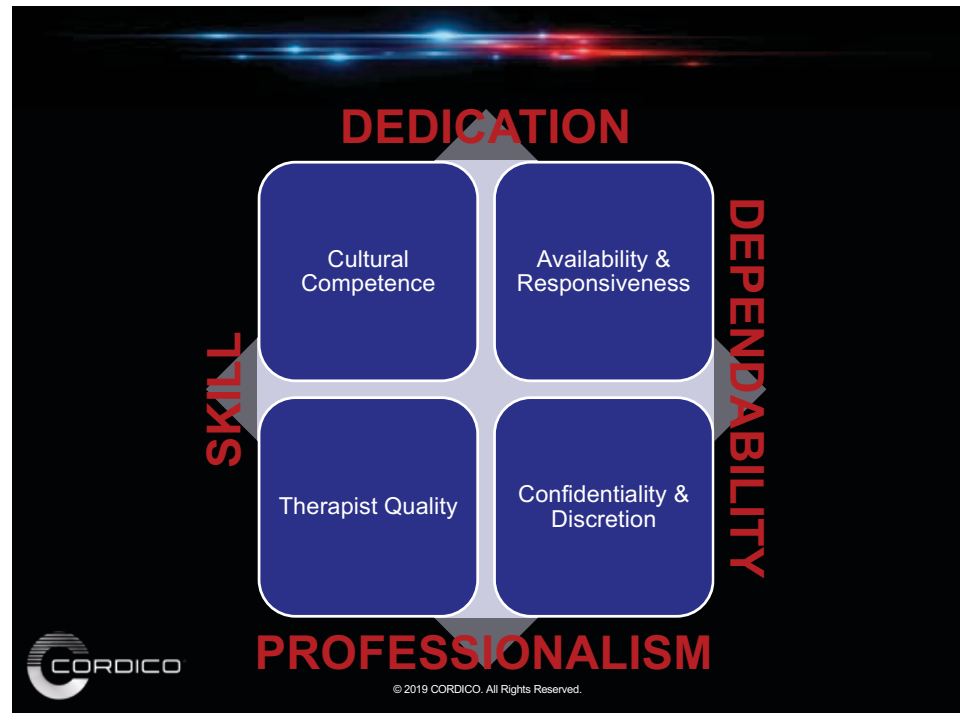 DEDICATION
Cultural
Competence
Availability &
Responsiveness
SKILL
DEPENDABILITY
Therapist Quality
Confidentiality &
Discretion
PROFESSIONALISM
CORDICO
© 2019 CORDICO. All Rights Reserved.